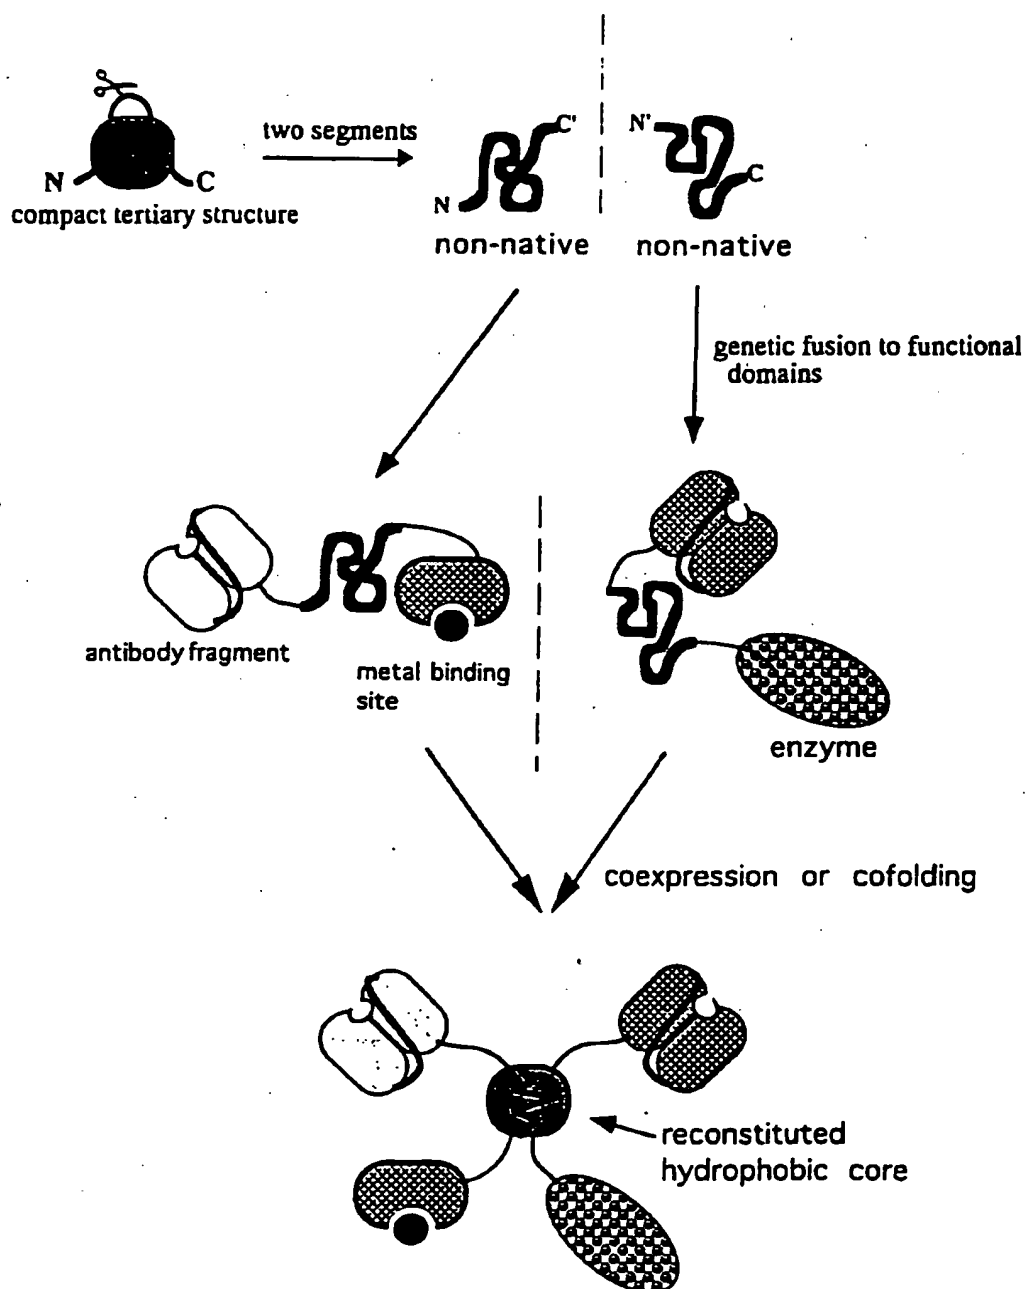 two segments
N
C
compact tertiary structure
N
C'
N'
C
non-native
non-native
genetic fusion to functional
domains
antibody fragment
metal binding
site
enzyme
coexpression or cofolding
reconstituted
hydrophobic core